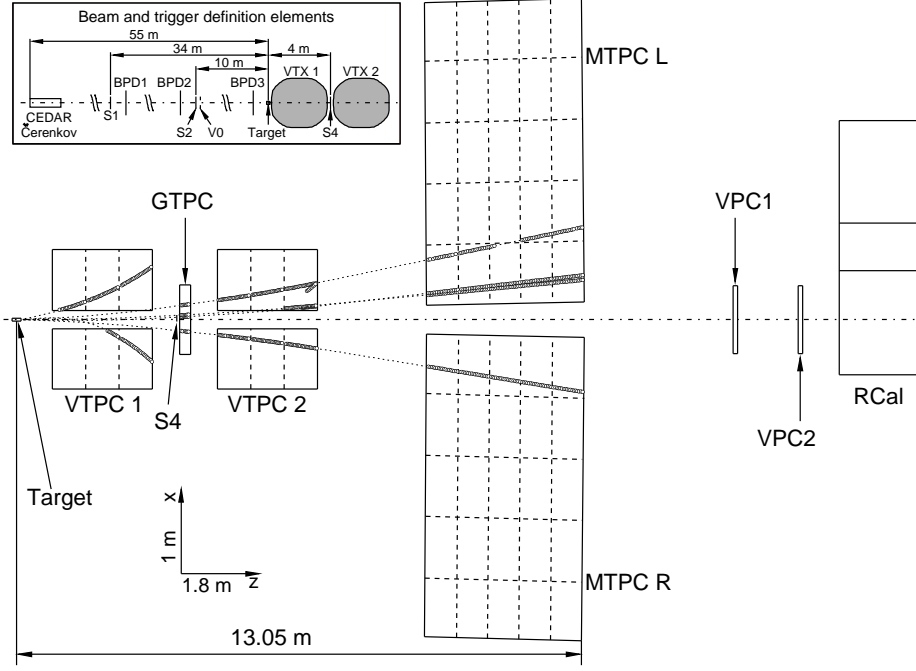 Beam and trigger definition elements
55 m
34 m
4 m
10 m
VTX 1
VTX 2
BPD1
BPD2
BPD3
CEDAR
Čerenkov
S1
S2
V0
Target
S4
MTPC L
GTPC
VPC1
VTPC 1
VTPC 2
S4
RCal
VPC2
Target
x
1 m
1.8 m
z
MTPC R
13.05 m